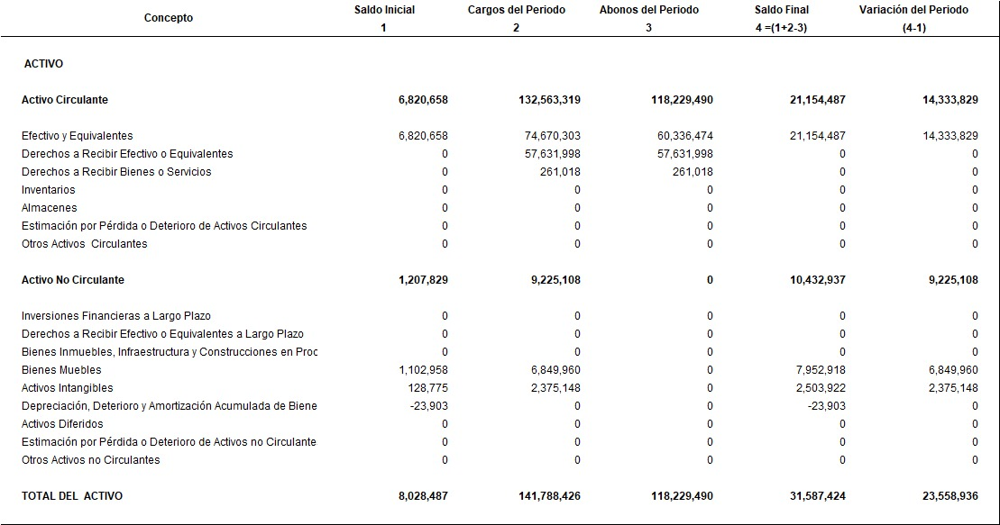 Concepto Saldo Inicial Cargos del Periodo Abonos del Periodo Saldo Final Variación del Periodo
1 2 3 4 =(1+2-3) (4-1)
ACTIVO
Activo Circulante 6,820,658 132,563,319 118,229,490 21,154,487 14,333,829
Efectivo y Equivalentes 6,820,658 74,670,303 60,336,474 21,154,487 14,333,829
Derechos a Recibir Efectivo o Equivalentes 0 57,631,998 57,631,998 0 0
Derechos a Recibir Bienes o Servicios 0 261,018 261,018 0 0
Inventarios 0 0 0 0 0
Almacenes 0 0 0 0 0
Estimación por Pérdida o Deterioro de Activos Circulantes 0 0 0 0 0
Otros Activos Circulantes 0 0 0 0 0
Activo No Circulante 1,207,829 9,225,108 0 10,432,937 9,225,108
Inversiones Financieras a Largo Plazo 0 0 0 0 0
Derechos a Recibir Efectivo o Equivalentes a Largo Plazo 0 0 0 0 0
Bienes Inmuebles, Infraestructura y Construcciones en Proc 0 0 0 0 0
Bienes Muebles 1,102,958 6,849,960 0 7,952,918 6,849,960
Activos Intangibles 128,775 2,375,148 0 2,503,922 2,375,148
Depreciación, Deterioro y Amortización Acumulada de Biene -23,903 0 0 -23,903 0
Activos Diferidos 0 0 0 0 0
Estimación por Pérdida o Deterioro de Activos no Circulante 0 0 0 0 0
Otros Activos no Circulantes 0 0 0 0 0
TOTAL DEL ACTIVO 8,028,487 141,788,426 118,229,490 31,587,424 23,558,936